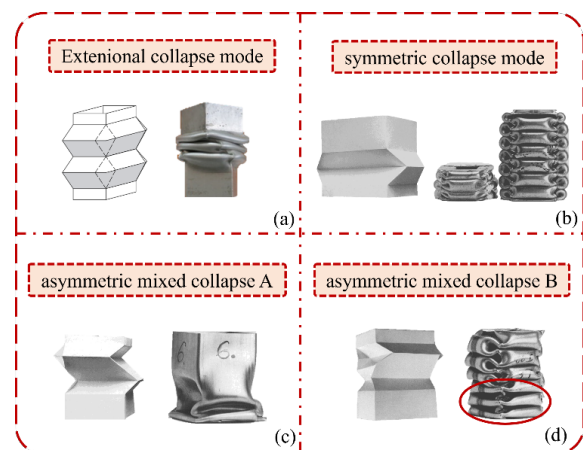 Extenional collapse mode
symmetric collapse mode
(a)
(b)
asymmetric mixed collapse A
asymmetric mixed collapse B
6.
(c)
(d)